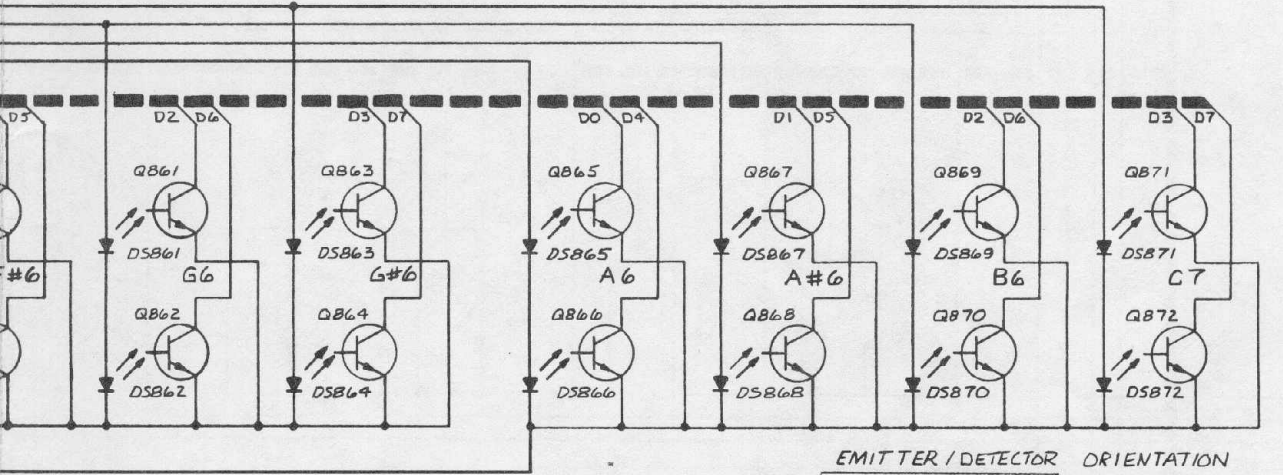 D5 D2 D6 D3 D7 D0 D4 D1 D5 D2 D6 D3 D7
Q861 Q863 Q865 Q867 Q869 Q871
DS861 DS863 DS865 DS867 DS869 DS871
#6 G6 G#6 A6 A#6 B6 C7
Q862 Q864 Q866 Q868 Q870 Q872
DS862 DS864 DS866 DS868 DS870 DS872
EMITTER / DETECTOR ORIENTATION